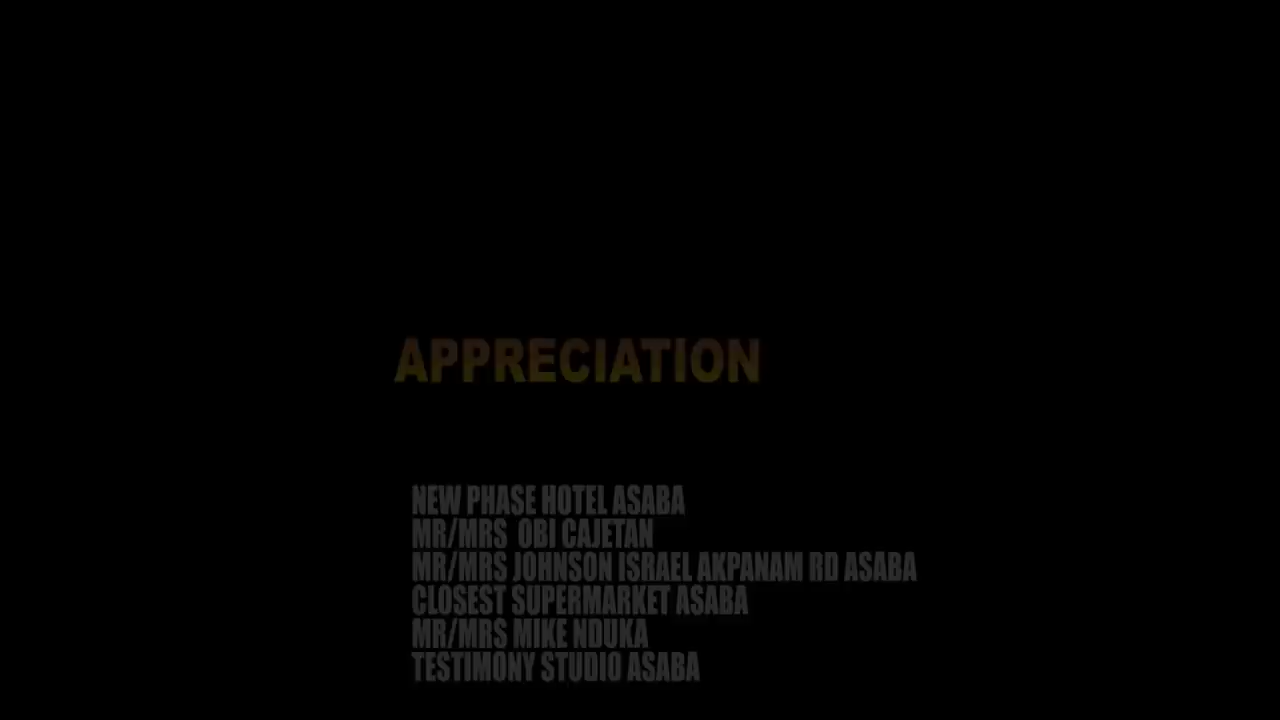 APPRECIATION
NEW PHASE HOTEL ASABA
MR/MRS OBI CAJETAN
MR/MRS JOHNSON ISRAEL AKPANAM RD ASABA
CLOSEST SUPERMARKET ASABA
MR/MRS MIKE NDUKA
TESTIMONY STUDIO ASABA